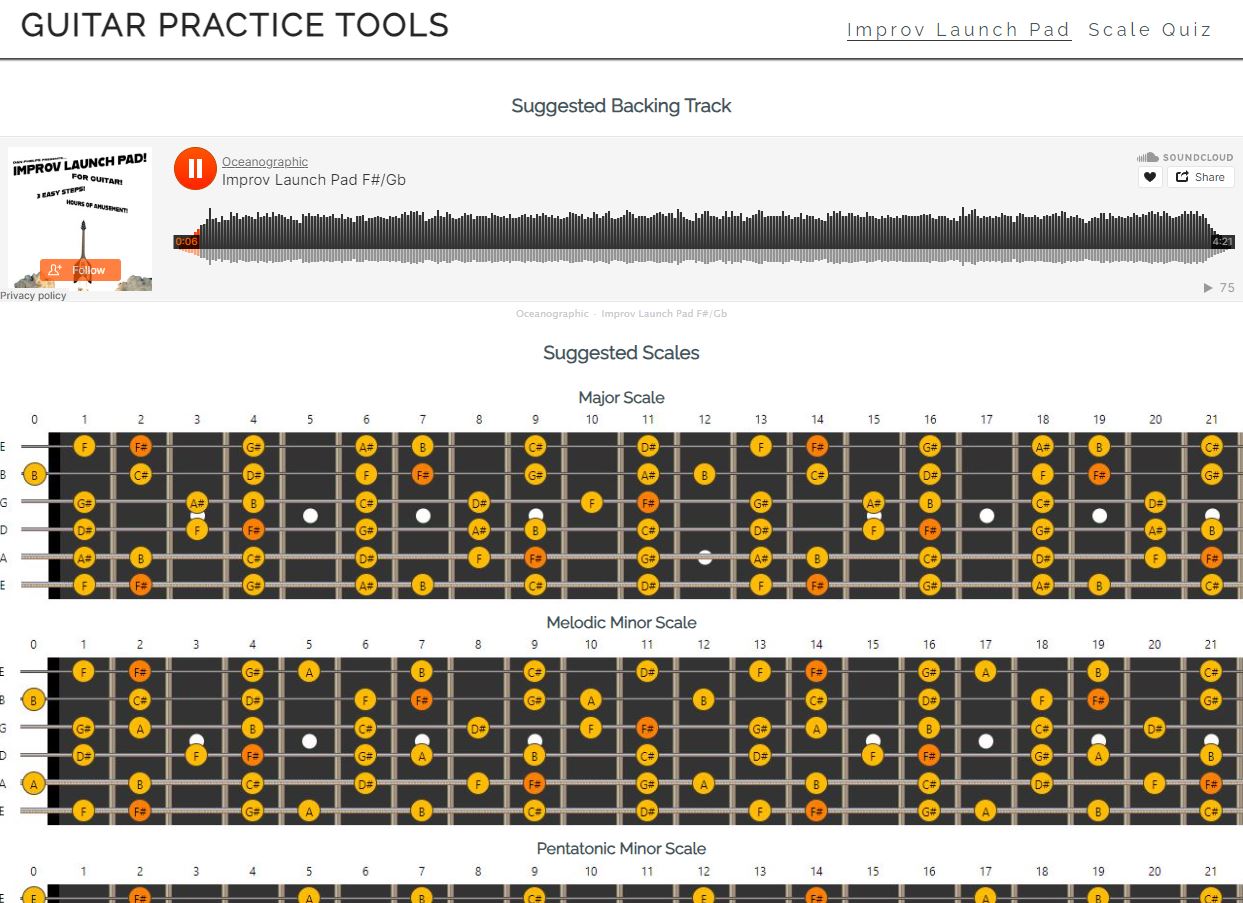 GUITAR PRACTICE TOOLS
Improv Launch Pad Scale Quiz
Suggested Backing Track
DAN PHELPS PRESENTS...
IMPROV LAUNCH PAD!
FOR GUITAR!
3 EASY STEPS!
HOURS OF AMUSEMENT!
Follow
Privacy policy
Oceanographic
Improv Launch Pad F#/Gb
SOUNDCLOUD
Share
0:06
4:21
75
Oceanographic - Improv Launch Pad F#/Gb
Suggested Scales
Major Scale
0 1 2 3 4 5 6 7 8 9 10 11 12 13 14 15 16 17 18 19 20 21
E F F# G# A# B C# D# F F# G# A# B C#
B B C# D# F F# G# A# B C# D# F F# G#
G G# A# B C# D# F F# G# A# B C# D#
D D# F F# G# A# B C# D# F F# G# A# B
A A# B C# D# F F# G# A# B C# D# F F#
E F F# G# A# B C# D# F F# G# A# B C#
Melodic Minor Scale
0 1 2 3 4 5 6 7 8 9 10 11 12 13 14 15 16 17 18 19 20 21
E F F# G# A B C# D# F F# G# A B C#
B B C# D# F F# G# A B C# D# F F# G#
G G# A B C# D# F F# G# A B C# D#
D D# F F# G# A B C# D# F F# G# A B
A A B C# D# F F# G# A B C# D# F F#
E F F# G# A B C# D# F F# G# A B C#
Pentatonic Minor Scale
0 1 2 3 4 5 6 7 8 9 10 11 12 13 14 15 16 17 18 19 20 21
E E F# A B C# E F# A B C#